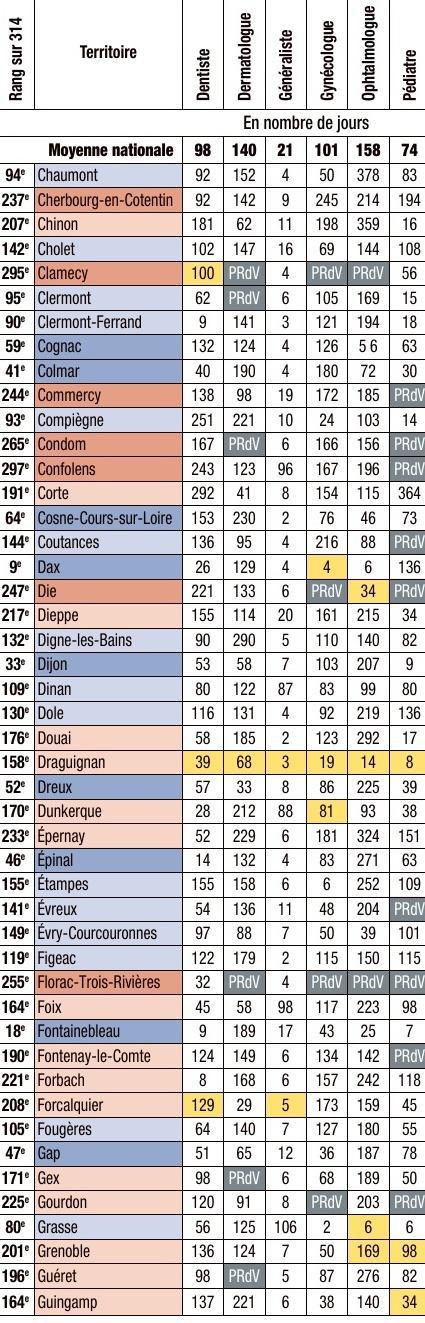 Rang sur 314 Territoire Dentiste Dermatologue Généraliste Gynécologue Ophtalmologue Pédiatre
En nombre de jours
Moyenne nationale 98 140 21 101 158 74
94e Chaumont 92 152 4 50 378 83
237e Cherbourg-en-Cotentin 92 142 9 245 214 194
207e Chinon 181 62 11 198 359 16
142e Cholet 102 147 16 69 144 108
295e Clamecy 100 PRdV 4 PRdV PRdV 56
95e Clermont 62 PRdV 6 105 169 15
90e Clermont-Ferrand 9 141 3 121 194 18
59e Cognac 132 124 4 126 5 6 63
41e Colmar 40 190 4 180 72 30
244e Commercy 138 98 19 172 185 PRdV
93e Compiègne 251 221 10 24 103 14
265e Condom 167 PRdV 6 166 156 PRdV
297e Confolens 243 123 96 167 196 PRdV
191e Corte 292 41 8 154 115 364
64e Cosne-Cours-sur-Loire 153 230 2 76 46 73
144e Coutances 136 95 4 216 88 PRdV
9e Dax 26 129 4 4 6 136
247e Die 221 133 6 PRdV 34 PRdV
217e Dieppe 155 114 20 161 215 34
132e Digne-les-Bains 90 290 5 110 140 82
33e Dijon 53 58 7 103 207 9
109e Dinan 80 122 87 83 99 80
130e Dole 116 131 4 92 219 136
176e Douai 58 185 2 123 292 17
158e Draguignan 39 68 3 19 14 8
52e Dreux 57 33 8 86 225 39
170e Dunkerque 28 212 88 81 93 38
233e Épernay 52 229 6 181 324 151
46e Épinal 14 132 4 83 271 63
155e Étampes 155 158 6 6 252 109
141e Évreux 54 136 11 48 204 PRdV
149e Évry-Courcouronnes 97 88 7 50 39 101
119e Figeac 122 179 2 115 150 115
255e Florac-Trois-Rivières 32 PRdV 4 PRdV PRdV PRdV
164e Foix 45 58 98 117 223 98
18e Fontainebleau 9 189 17 43 25 7
190e Fontenay-le-Comte 124 149 6 134 142 PRdV
221e Forbach 8 168 6 157 242 118
208e Forcalquier 129 29 5 173 159 45
105e Fougères 64 140 7 127 180 55
47e Gap 51 65 12 36 187 78
171e Gex 98 PRdV 6 68 189 50
225e Gourdon 120 91 8 PRdV 203 PRdV
80e Grasse 56 125 106 2 6 6
201e Grenoble 136 124 7 50 169 98
196e Guéret 98 PRdV 5 87 276 82
164e Guingamp 137 221 6 38 140 34